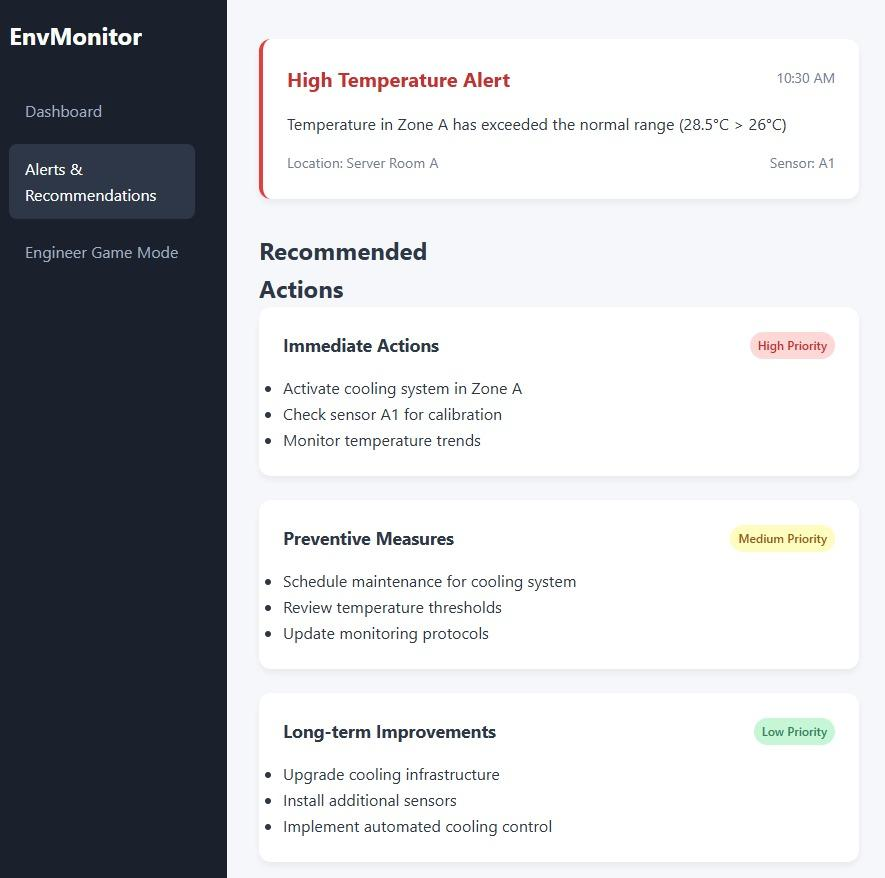 EnvMonitor
Dashboard
Alerts &
Recommendations
Engineer Game Mode
High Temperature Alert
10:30 AM
Temperature in Zone A has exceeded the normal range (28.5°C > 26°C)
Location: Server Room A
Sensor: A1
Recommended
Actions
Immediate Actions
High Priority
• Activate cooling system in Zone A
• Check sensor A1 for calibration
• Monitor temperature trends
Preventive Measures
Medium Priority
• Schedule maintenance for cooling system
• Review temperature thresholds
• Update monitoring protocols
Long-term Improvements
Low Priority
• Upgrade cooling infrastructure
• Install additional sensors
• Implement automated cooling control